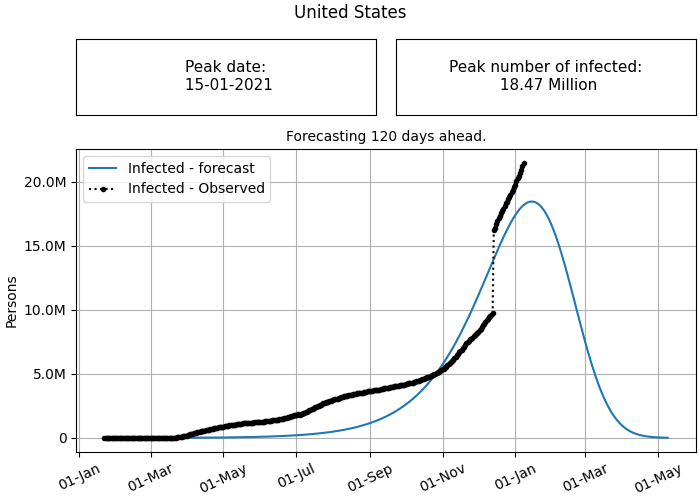 United States
Peak date:
15-01-2021
Peak number of infected:
18.47 Million
Forecasting 120 days ahead.
Infected - forecast
Infected - Observed
20.0M
15.0M
10.0M
5.0M
0
Persons
01-Jan
01-Mar
01-May
01-Jul
01-Sep
01-Nov
01-Jan
01-Mar
01-May